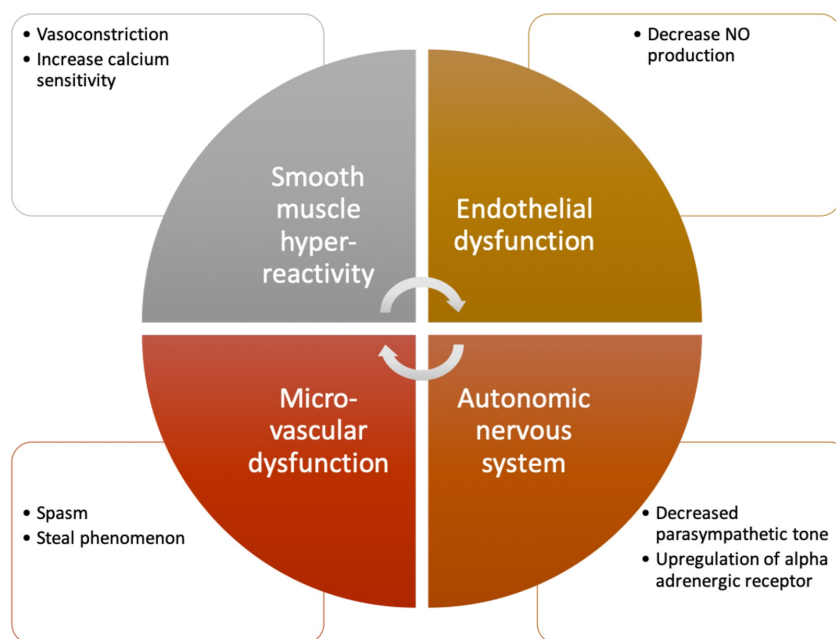 • Vasoconstriction
• Increase calcium
sensitivity
• Decrease NO
production
Smooth
muscle
hyper-
reactivity
Endothelial
dysfunction
Micro-
vascular
dysfunction
Autonomic
nervous
system
• Spasm
• Steal phenomenon
• Decreased
parasympathetic tone
• Upregulation of alpha
adrenergic receptor